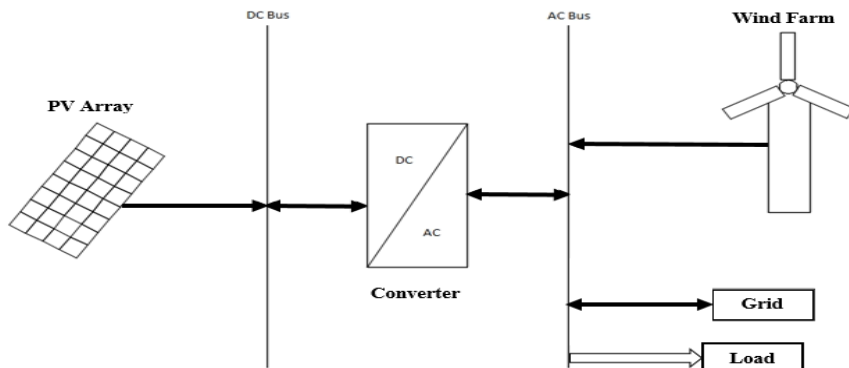 DC Bus
AC Bus
Wind Farm
PV Array
DC
AC
Converter
Grid
Load